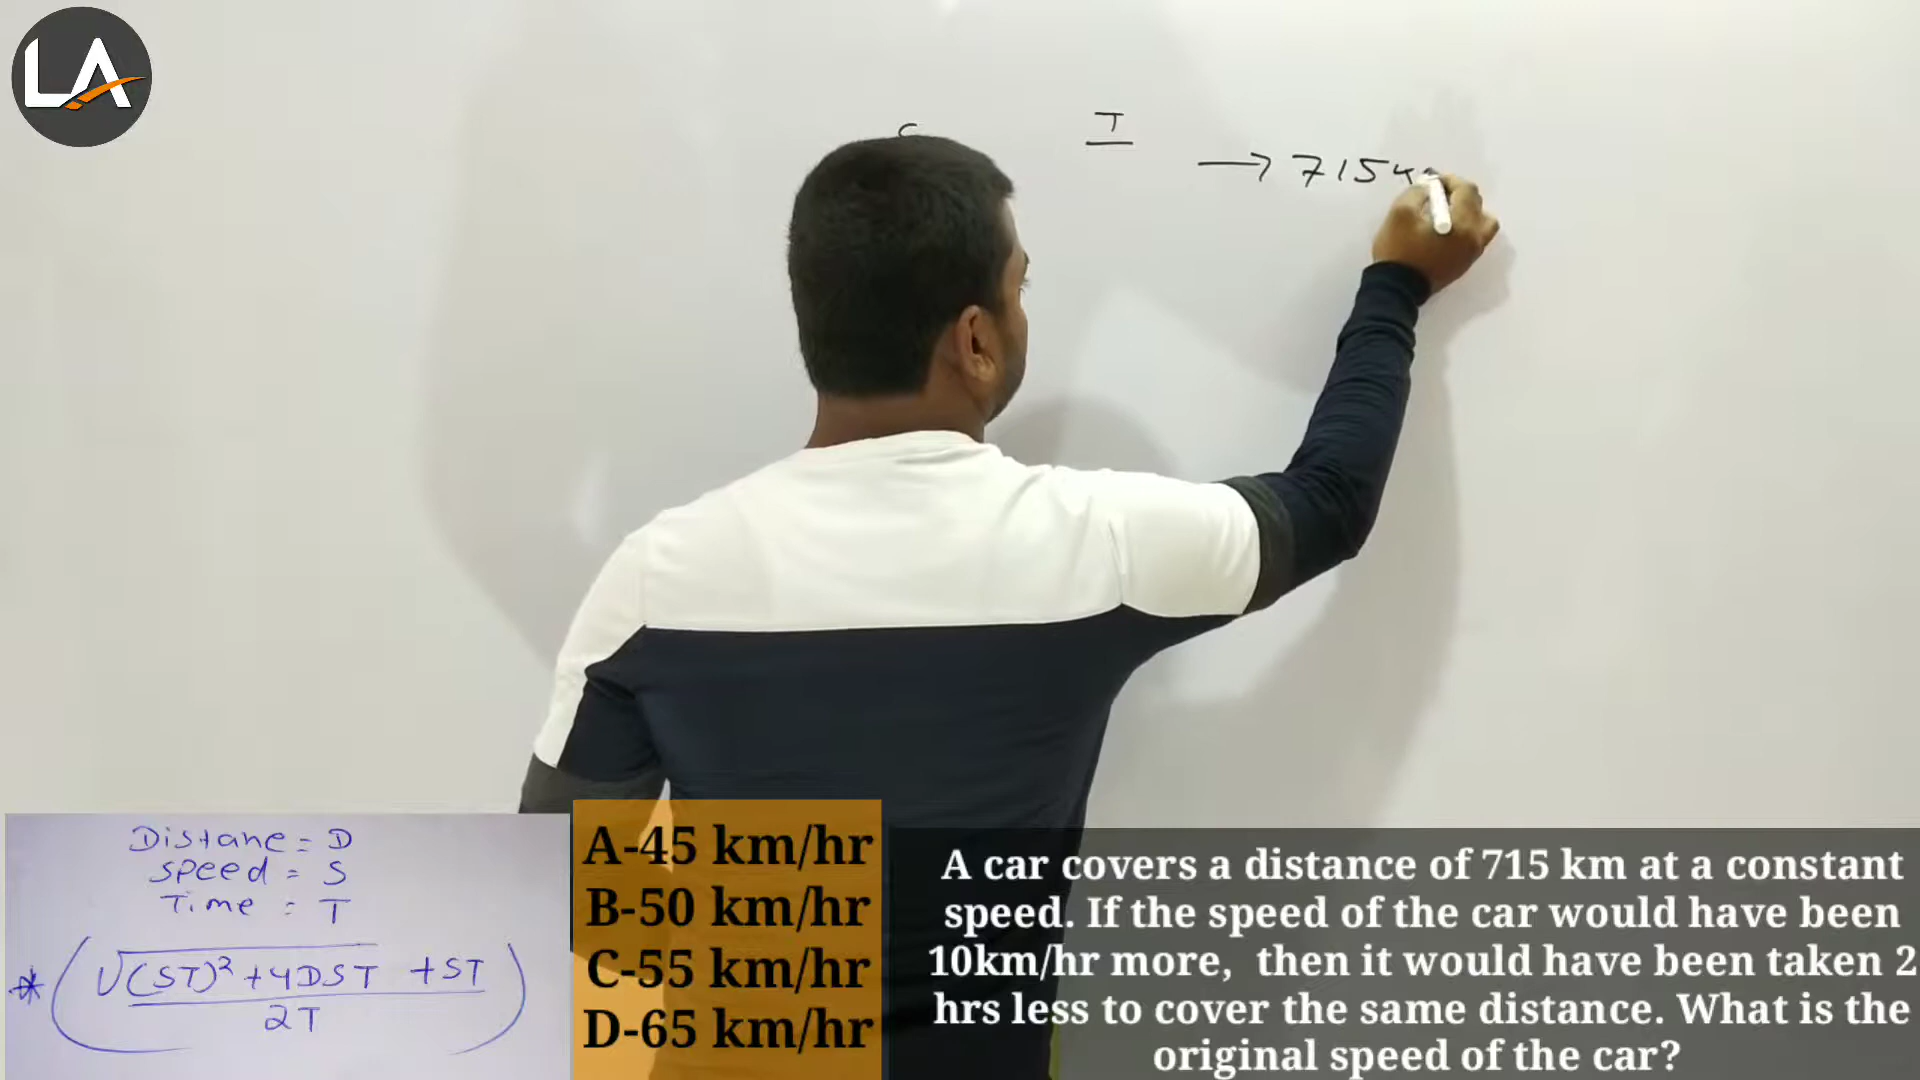 LA
T
→ 715
Distane = D
Speed = S
Time = T
* ( √(ST)² + 4DST + ST )
2T
A-45 km/hr
B-50 km/hr
C-55 km/hr
D-65 km/hr
A car covers a distance of 715 km at a constant
speed. If the speed of the car would have been
10km/hr more, then it would have been taken 2
hrs less to cover the same distance. What is the
original speed of the car?